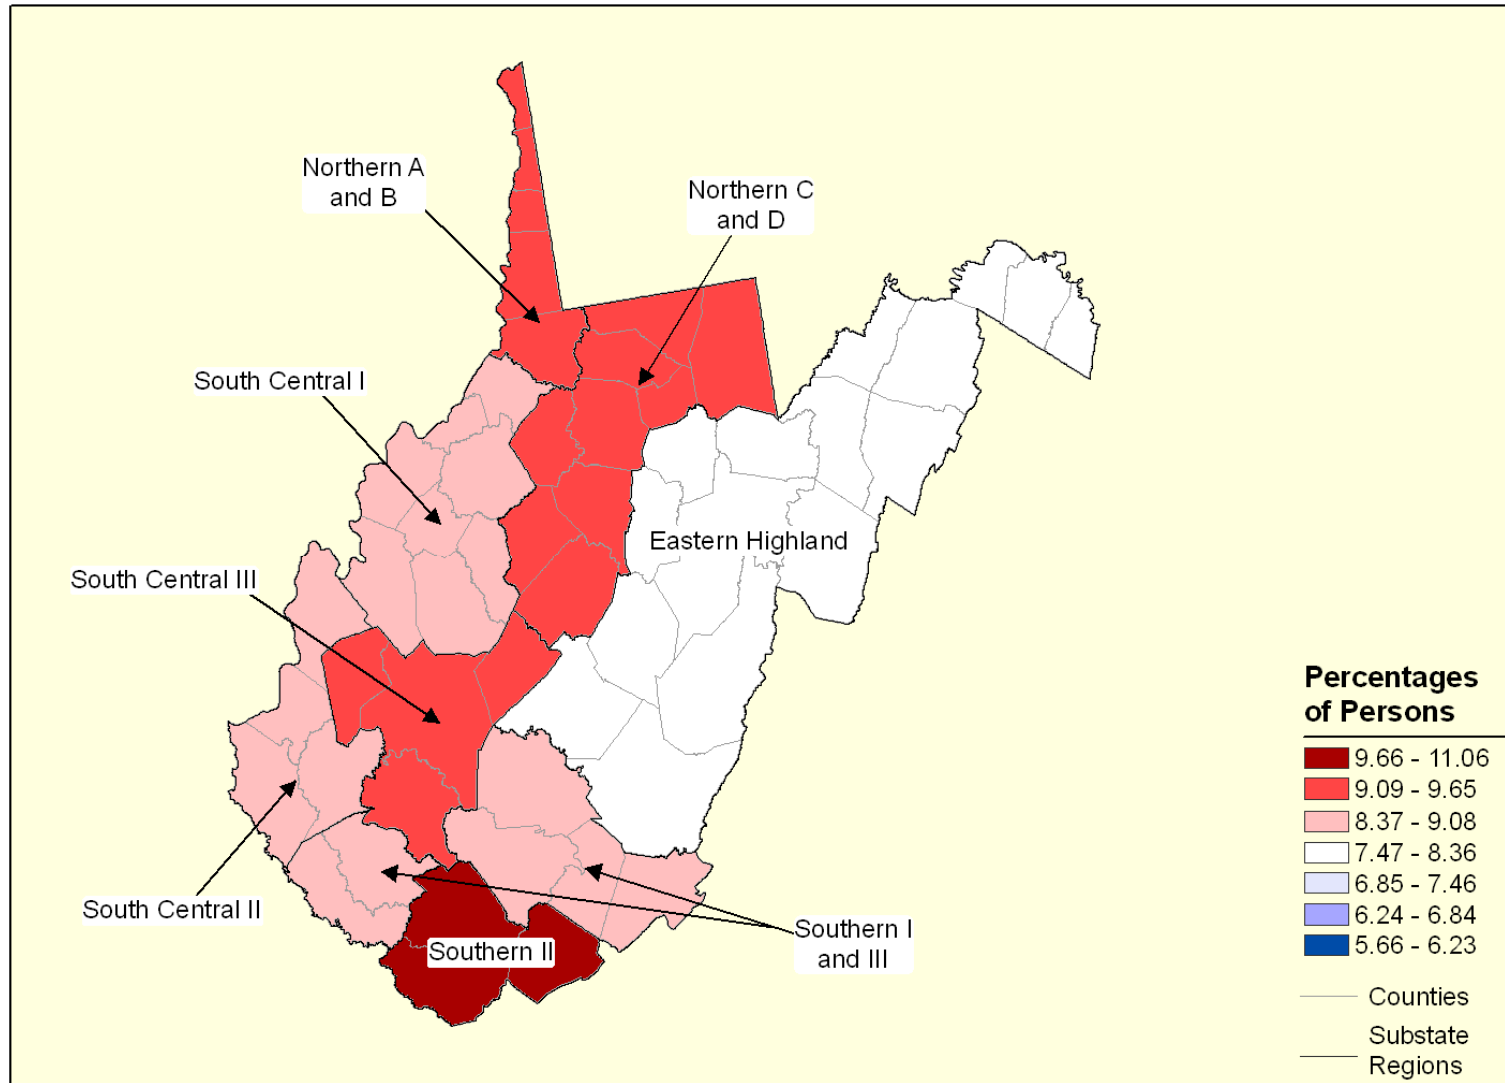 Northern A
and B
Northern C
and D
South Central I
Eastern Highland
South Central III
South Central II
Southern II
Southern I
and III
Percentages
of Persons
9.66 - 11.06
9.09 - 9.65
8.37 - 9.08
7.47 - 8.36
6.85 - 7.46
6.24 - 6.84
5.66 - 6.23
Counties
Substate
Regions